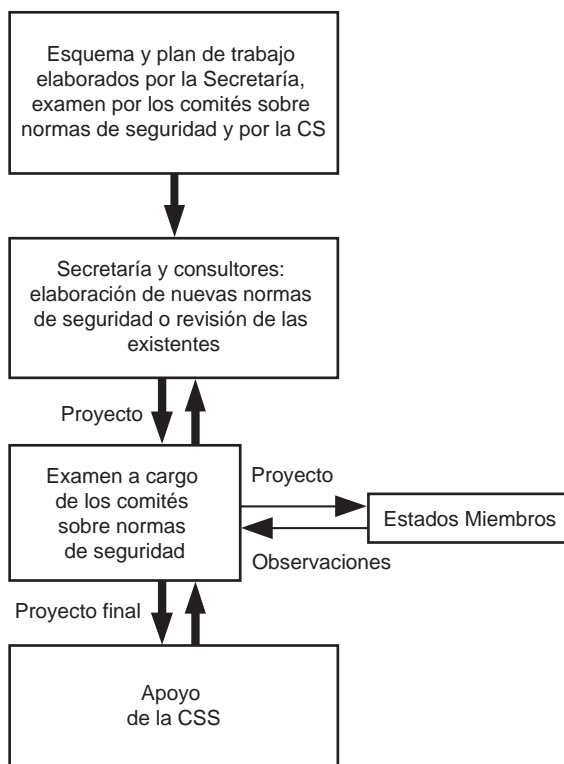 Esquema y plan de trabajo
elaborados por la Secretaría,
examen por los comités sobre
normas de seguridad y por la CS
Secretaría y consultores:
elaboración de nuevas normas
de seguridad o revisión de las
existentes
Proyecto
Examen a cargo
de los comités
sobre normas
de seguridad
Proyecto
Estados Miembros
Observaciones
Proyecto final
Apoyo
de la CSS